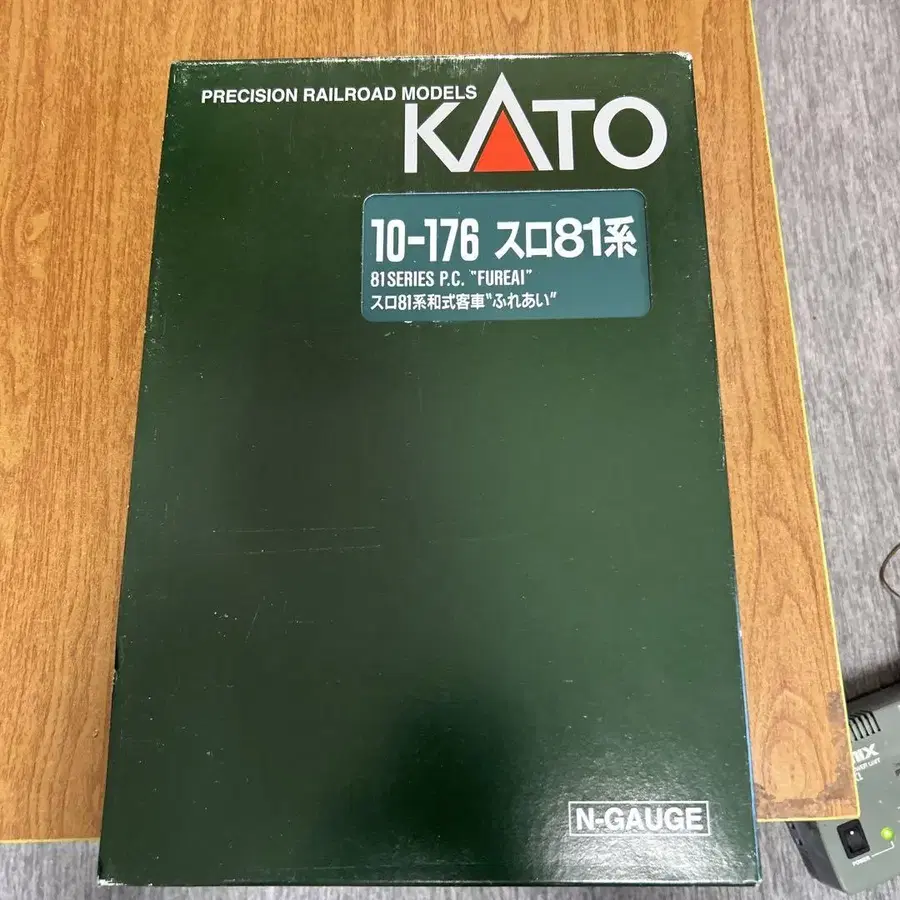 PRECISION RAILROAD MODELS
KATO
10-176 スロ81系
81SERIES P.C. "FUREAI"
スロ81系和式客車"ふれあい"
N-GAUGE
POWER